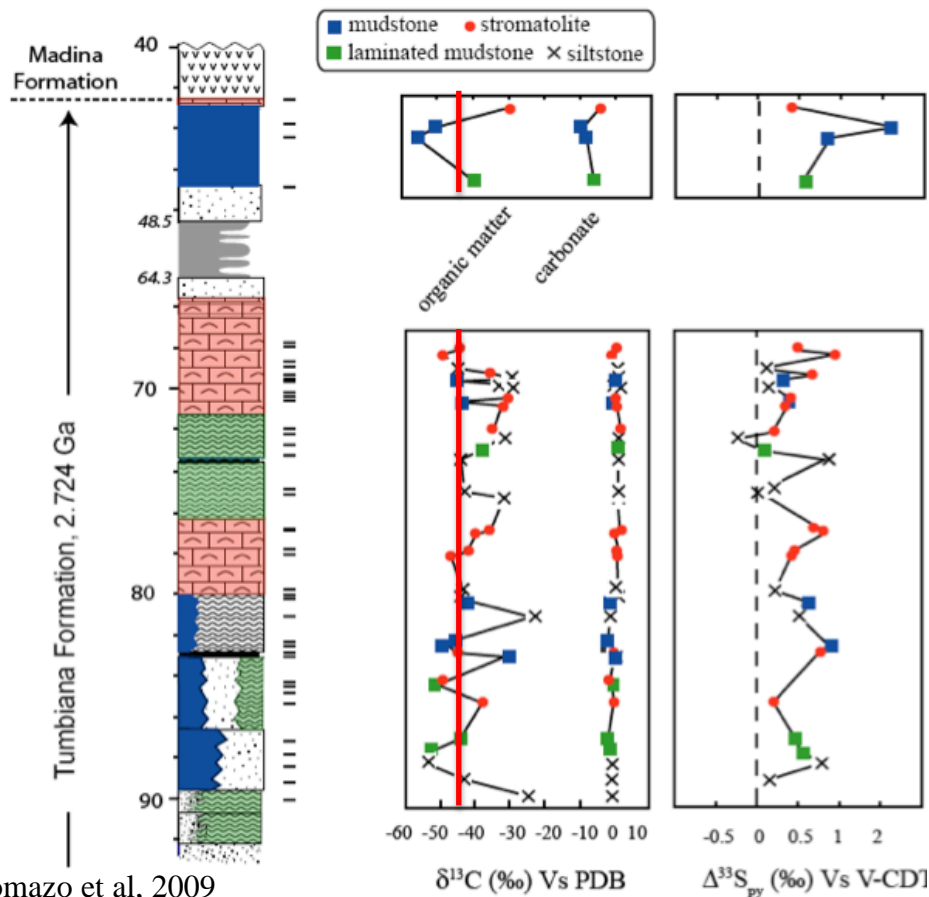 mudstone stromatolite
laminated mudstone siltstone
40
Madina
Formation
48.5
64.3
70
80
90
Tumbiana Formation, 2.724 Ga
organic matter
carbonate
-60 -50 -40 -30 -20 -10 0 10
-0.5 0 0.5 1 2
δ¹³C (‰) Vs PDB
Δ³³Spy (‰) Vs V-CDT
omazo et al, 2009